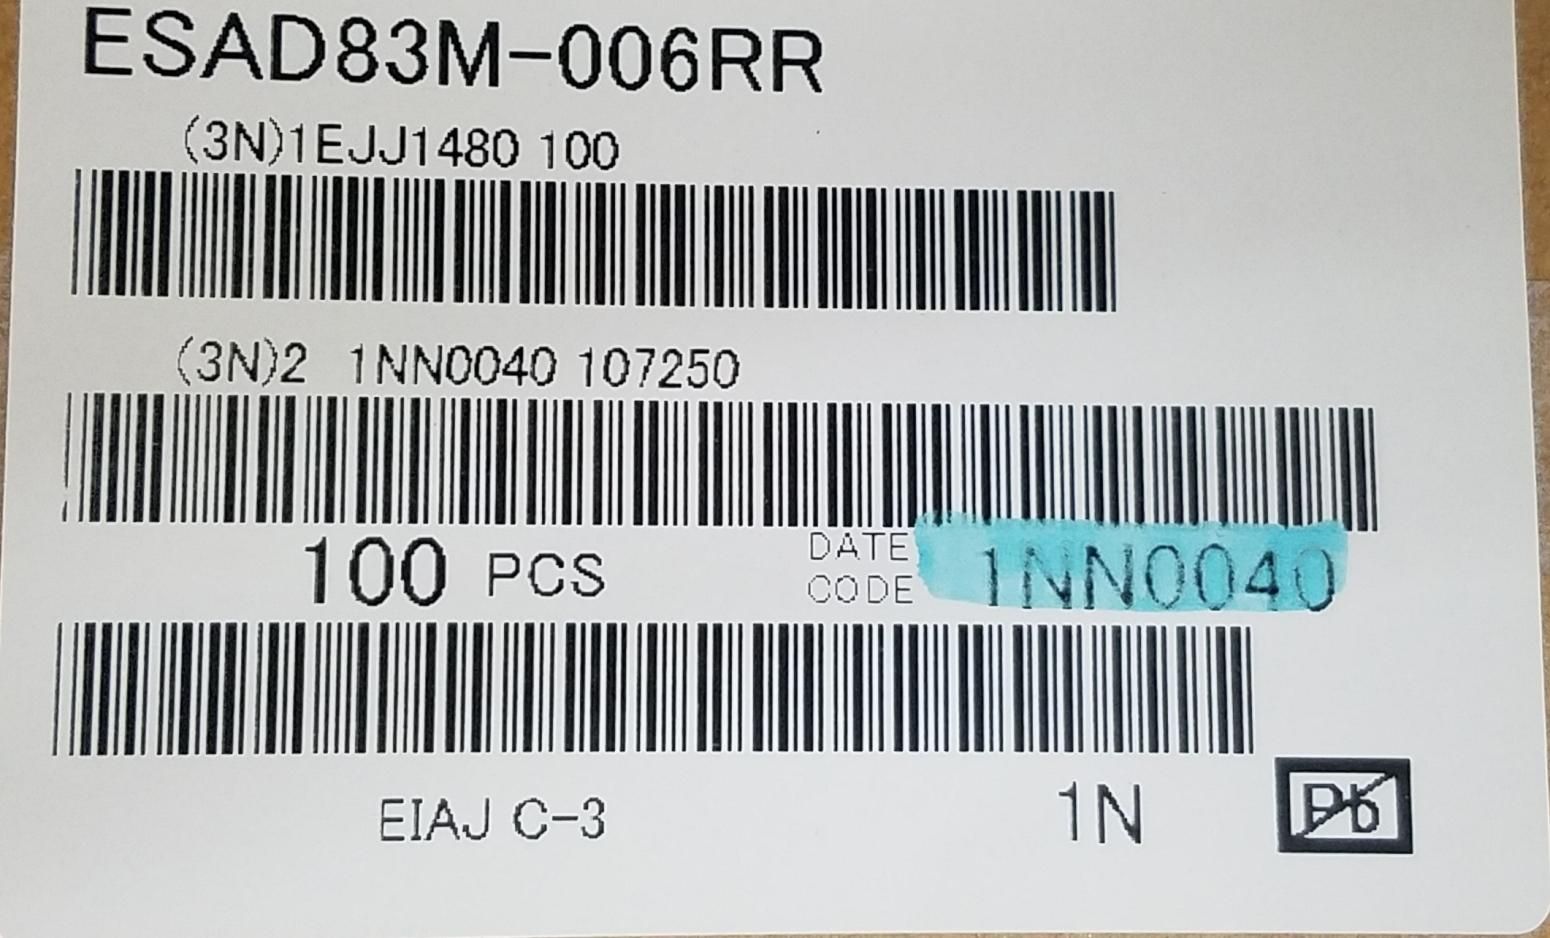 ESAD83M-006RR
(3N)1EJJ1480 100
(3N)2 1NN0040 107250
100 PCS
DATE CODE 1NN0040
EIAJ C-3
1N
Pb